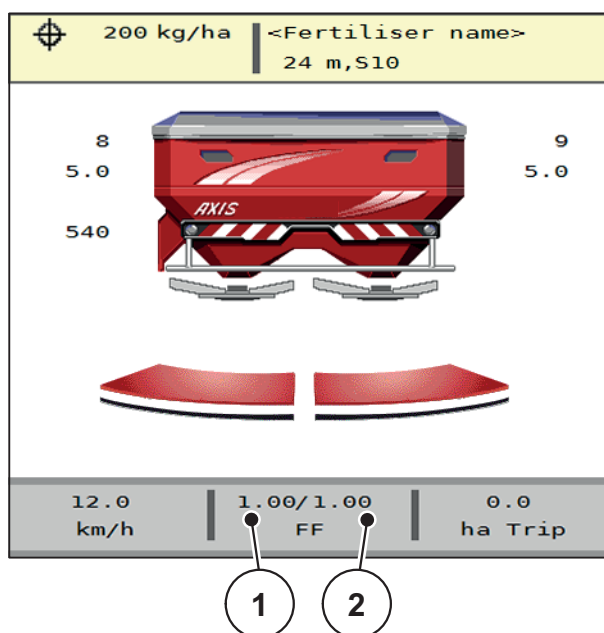 200 kg/ha <Fertiliser name>
24 m,S10
8 9
5.0 5.0
AXIS
540
12.0 1.00/1.00 0.0
km/h FF ha Trip
1 2